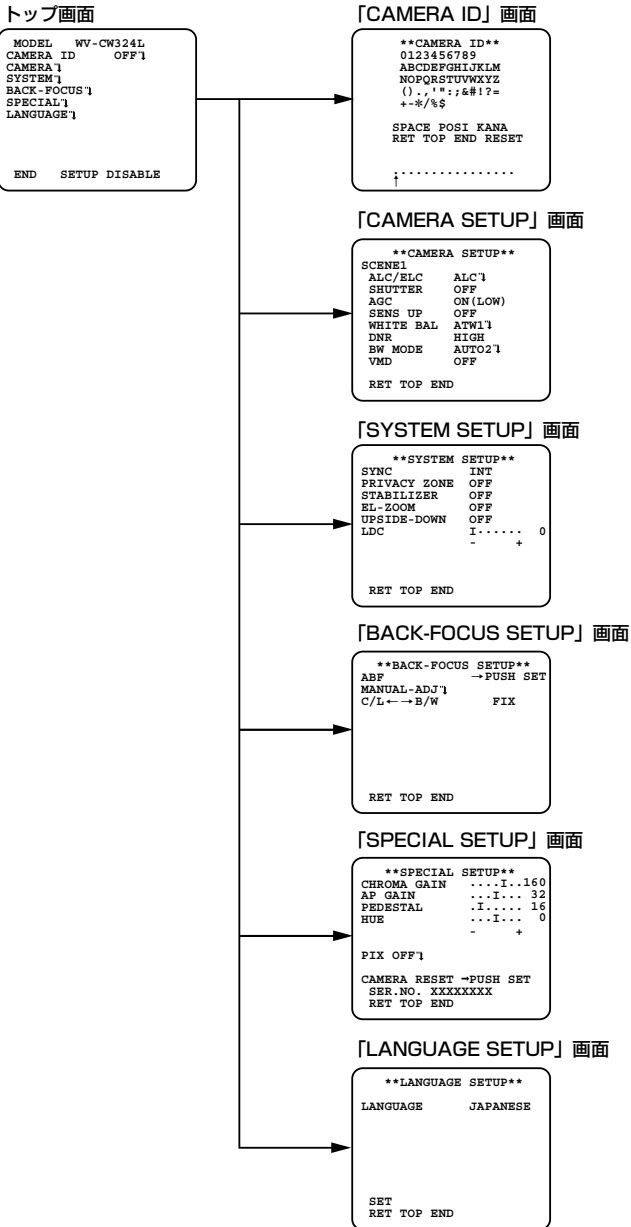 トップ画面
MODEL WV-CW324L
CAMERA ID OFF↴
CAMERA↴
SYSTEM↴
BACK-FOCUS↴
SPECIAL↴
LANGUAGE↴
END SETUP DISABLE
「CAMERA ID」画面
**CAMERA ID**
0123456789
ABCDEFGHIJKLM
NOPQRSTUVWXYZ
().,'":;&#!?=
+-*/%$
SPACE POSI KANA
RET TOP END RESET
................
↑
「CAMERA SETUP」画面
**CAMERA SETUP**
SCENE1
ALC/ELC ALC↴
SHUTTER OFF
AGC ON(LOW)
SENS UP OFF
WHITE BAL ATW1↴
DNR HIGH
BW MODE AUTO2↴
VMD OFF
RET TOP END
「SYSTEM SETUP」画面
**SYSTEM SETUP**
SYNC INT
PRIVACY ZONE OFF
STABILIZER OFF
EL-ZOOM OFF
UPSIDE-DOWN OFF
LDC I...... 0
- +
RET TOP END
「BACK-FOCUS SETUP」画面
**BACK-FOCUS SETUP**
ABF →PUSH SET
MANUAL-ADJ↴
C/L←→B/W FIX
RET TOP END
「SPECIAL SETUP」画面
**SPECIAL SETUP**
CHROMA GAIN ....I..160
AP GAIN ...I... 32
PEDESTAL .I..... 16
HUE ...I... 0
- +
PIX OFF↴
CAMERA RESET →PUSH SET
SER.NO. XXXXXXXX
RET TOP END
「LANGUAGE SETUP」画面
**LANGUAGE SETUP**
LANGUAGE JAPANESE
SET
RET TOP END